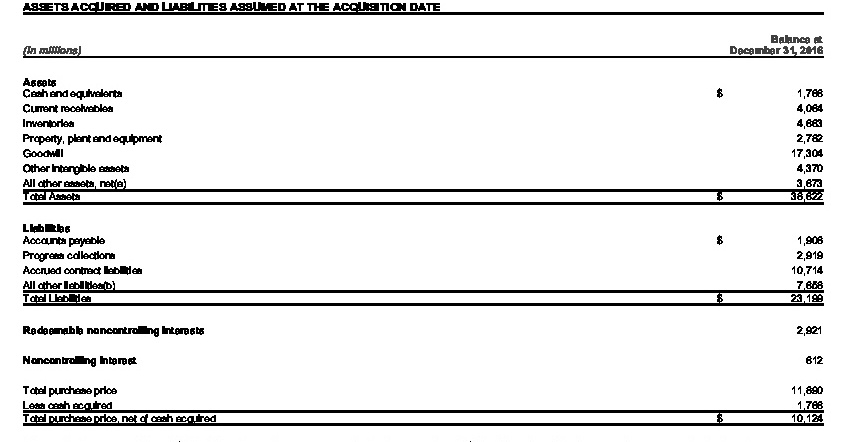 ASSETS ACQUIRED AND LIABILITIES ASSUMED AT THE ACQUISITION DATE
Balance at
(In millions) December 31, 2016
Assets
Cash and equivalents $ 1,766
Current receivables 4,064
Inventories 4,663
Property, plant and equipment 2,782
Goodwill 17,304
Other intangible assets 4,370
All other assets, net(a) 3,673
Total Assets $ 38,622
Liabilities
Accounts payable $ 1,908
Progress collections 2,919
Accrued contract liabilities 10,714
All other liabilities(b) 7,658
Total Liabilities $ 23,199
Redeemable noncontrolling interests 2,921
Noncontrolling interest 612
Total purchase price 11,890
Less cash acquired 1,766
Total purchase price, net of cash acquired $ 10,124